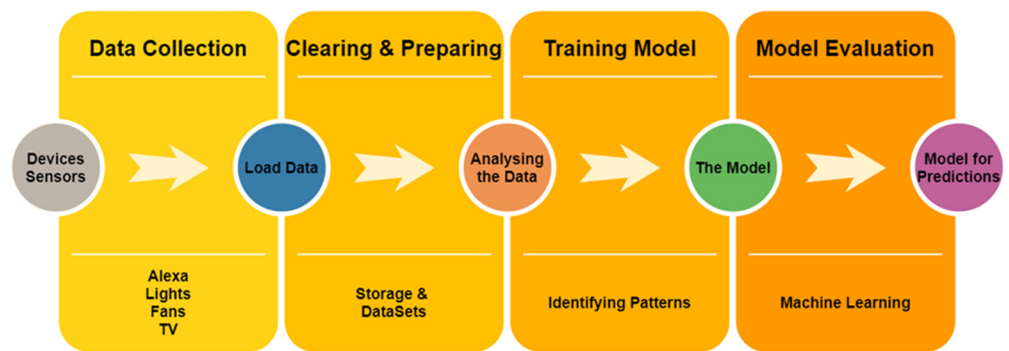 Data Collection
Clearing & Preparing
Training Model
Model Evaluation
Devices
Sensors
Load Data
Analysing
the Data
The Model
Model for
Predictions
Alexa
Lights
Fans
TV
Storage &
DataSets
Identifying Patterns
Machine Learning